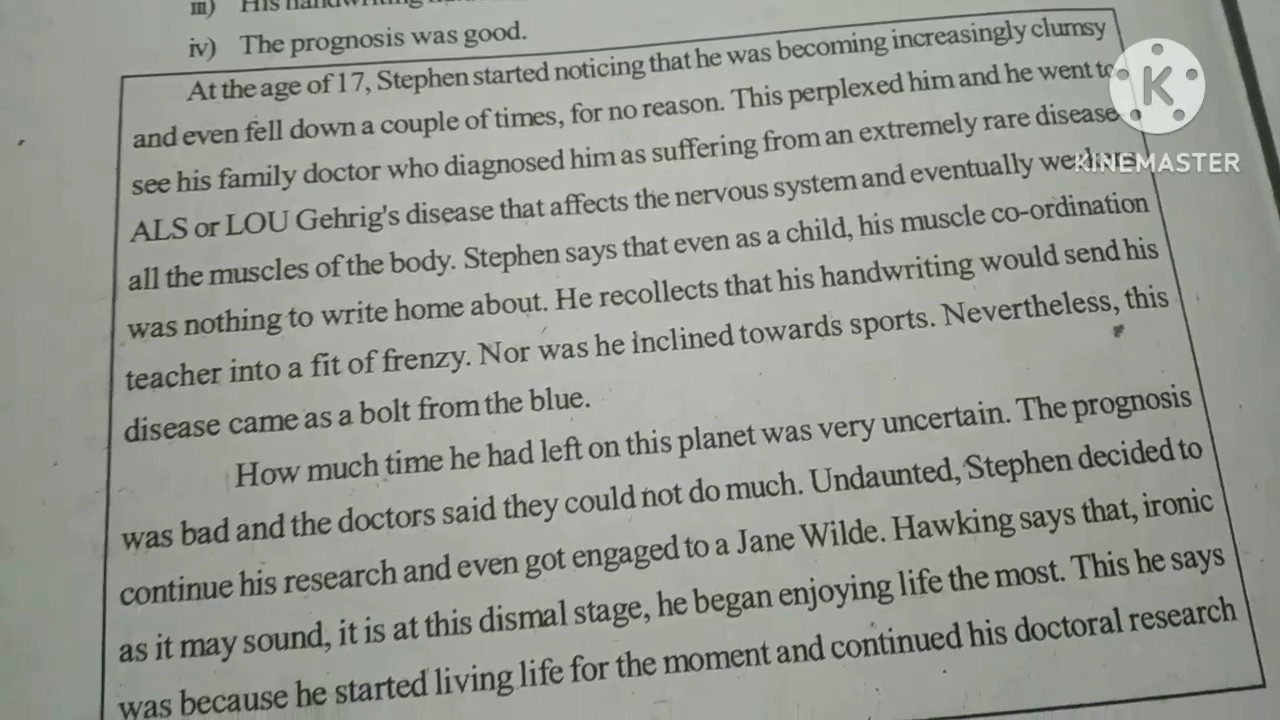 iii) His handwriting
iv) The prognosis was good.
At the age of 17, Stephen started noticing that he was becoming increasingly clumsy
and even fell down a couple of times, for no reason. This perplexed him and he went to
see his family doctor who diagnosed him as suffering from an extremely rare disease
ALS or LOU Gehrig's disease that affects the nervous system and eventually
all the muscles of the body. Stephen says that even as a child, his muscle co-ordination
was nothing to write home about. He recollects that his handwriting would send his
teacher into a fit of frenzy. Nor was he inclined towards sports. Nevertheless, this
disease came as a bolt from the blue.
How much time he had left on this planet was very uncertain. The prognosis
was bad and the doctors said they could not do much. Undaunted, Stephen decided to
continue his research and even got engaged to a Jane Wilde. Hawking says that, ironic
as it may sound, it is at this dismal stage, he began enjoying life the most. This he says
was because he started living life for the moment and continued his doctoral research
K
KINEMASTER